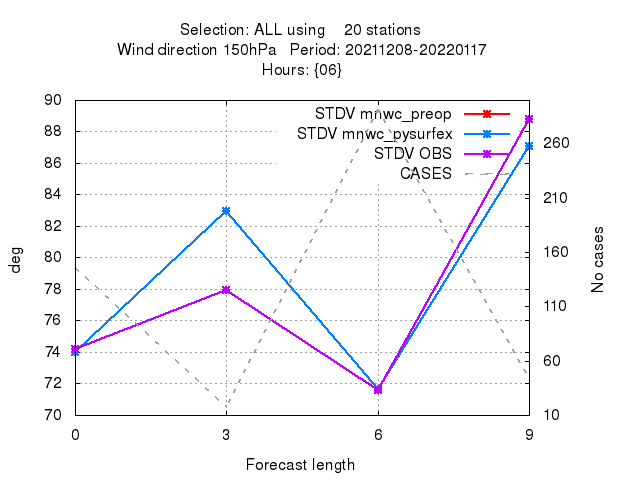 Selection: ALL using    20 stations
Wind direction 150hPa   Period: 20211208-20220117
Hours: {06}
STDV mnwc_preop
STDV mnwc_pysurfex
STDV OBS
CASES
90
88
86
84
82
80
78
76
74
72
70
deg
260
210
160
110
60
10
No cases
0 3 6 9
Forecast length